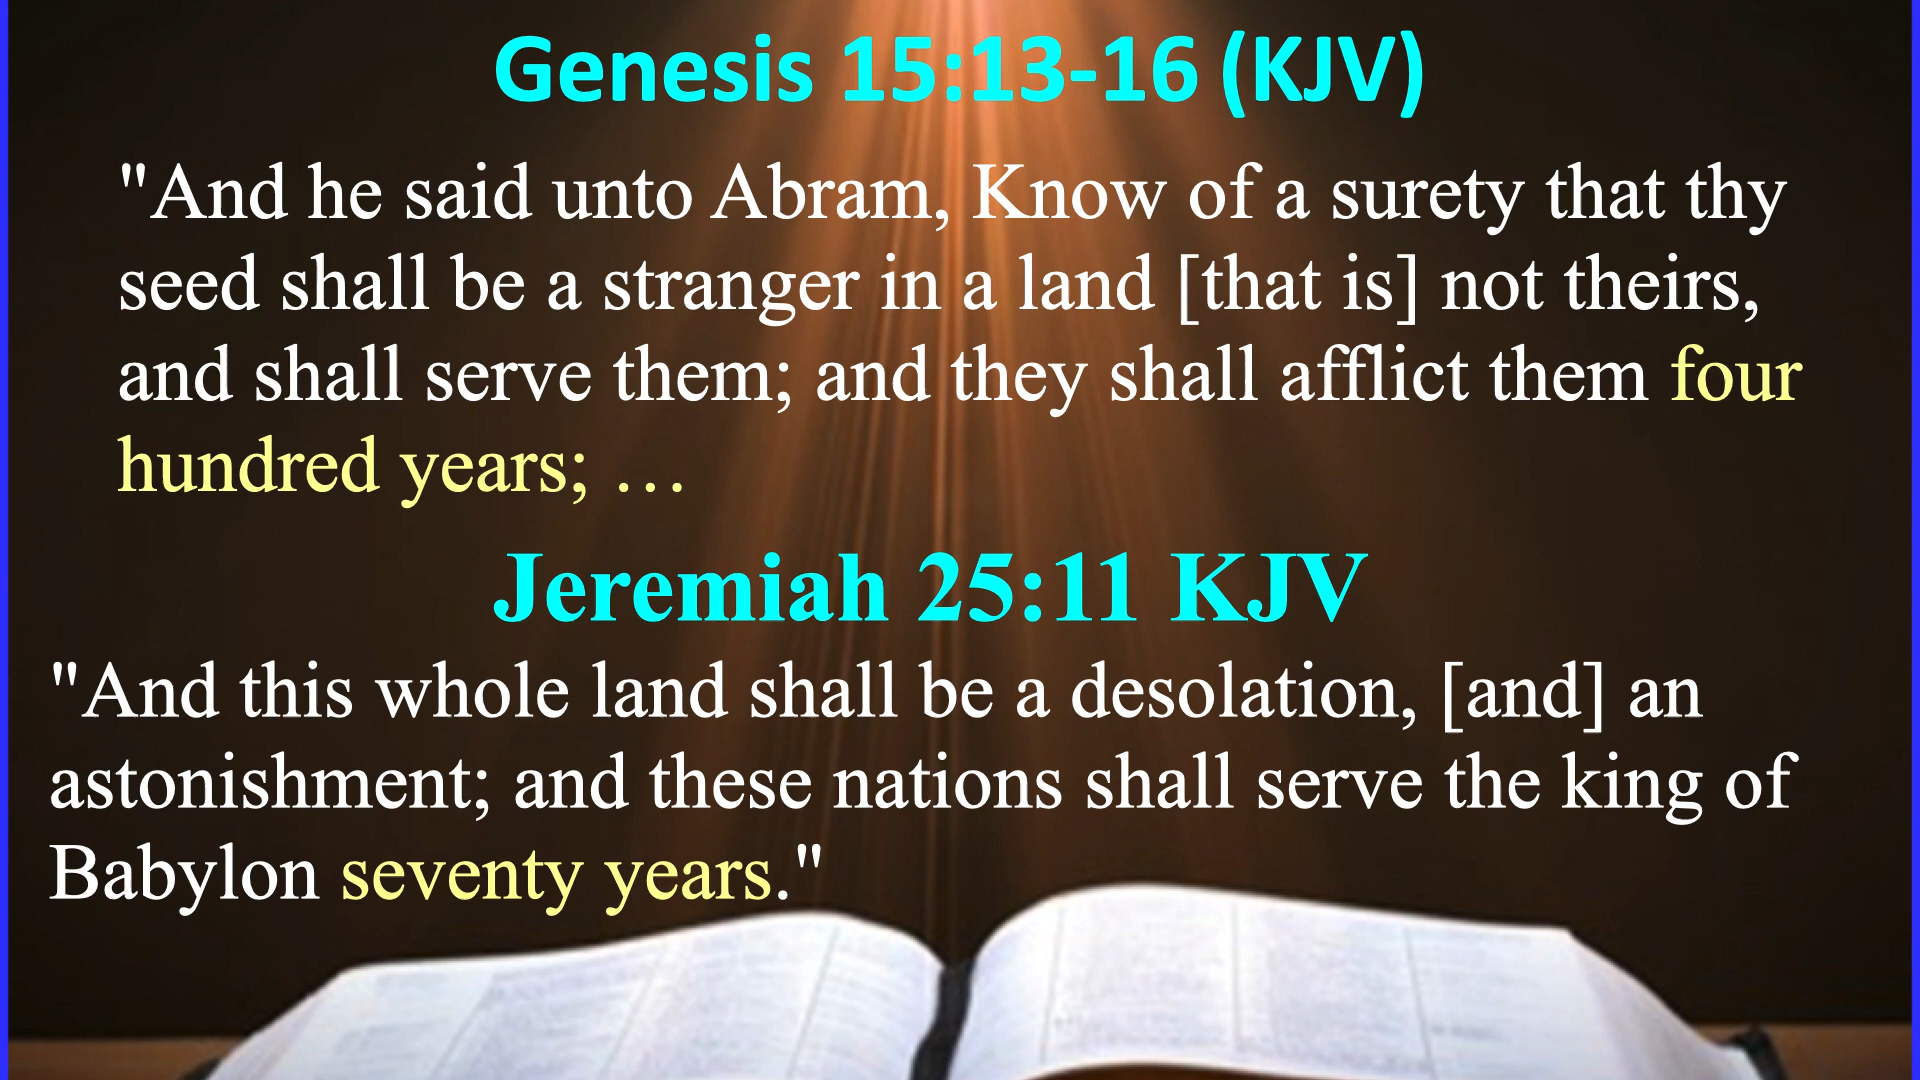 Genesis 15:13-16 (KJV)
"And he said unto Abram, Know of a surety that thy
seed shall be a stranger in a land [that is] not theirs,
and shall serve them; and they shall afflict them four
hundred years; …
Jeremiah 25:11 KJV
"And this whole land shall be a desolation, [and] an
astonishment; and these nations shall serve the king of
Babylon seventy years."